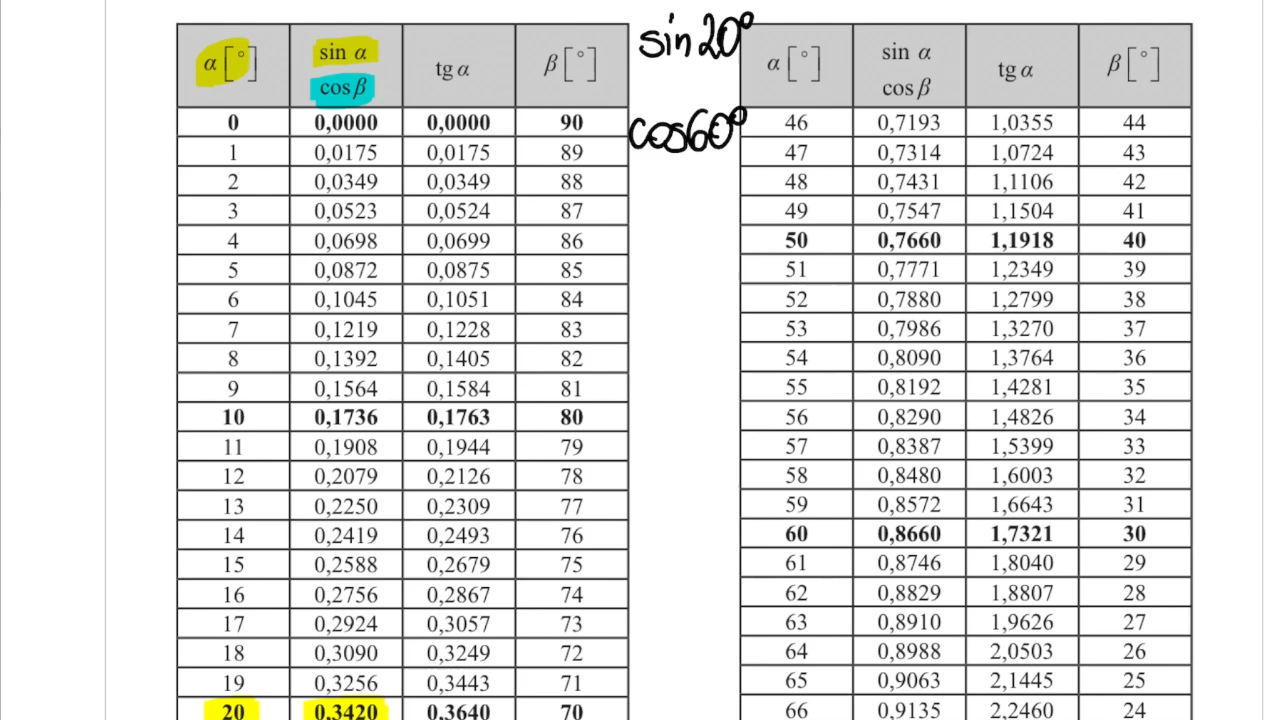 α [°] sin α cos β tg α β [°]
0 0,0000 0,0000 90
1 0,0175 0,0175 89
2 0,0349 0,0349 88
3 0,0523 0,0524 87
4 0,0698 0,0699 86
5 0,0872 0,0875 85
6 0,1045 0,1051 84
7 0,1219 0,1228 83
8 0,1392 0,1405 82
9 0,1564 0,1584 81
10 0,1736 0,1763 80
11 0,1908 0,1944 79
12 0,2079 0,2126 78
13 0,2250 0,2309 77
14 0,2419 0,2493 76
15 0,2588 0,2679 75
16 0,2756 0,2867 74
17 0,2924 0,3057 73
18 0,3090 0,3249 72
19 0,3256 0,3443 71
20 0,3420 0,3640 70
sin 20°
cos 60°
α [°] sin α cos β tg α β [°]
46 0,7193 1,0355 44
47 0,7314 1,0724 43
48 0,7431 1,1106 42
49 0,7547 1,1504 41
50 0,7660 1,1918 40
51 0,7771 1,2349 39
52 0,7880 1,2799 38
53 0,7986 1,3270 37
54 0,8090 1,3764 36
55 0,8192 1,4281 35
56 0,8290 1,4826 34
57 0,8387 1,5399 33
58 0,8480 1,6003 32
59 0,8572 1,6643 31
60 0,8660 1,7321 30
61 0,8746 1,8040 29
62 0,8829 1,8807 28
63 0,8910 1,9626 27
64 0,8988 2,0503 26
65 0,9063 2,1445 25
66 0,9135 2,2460 24